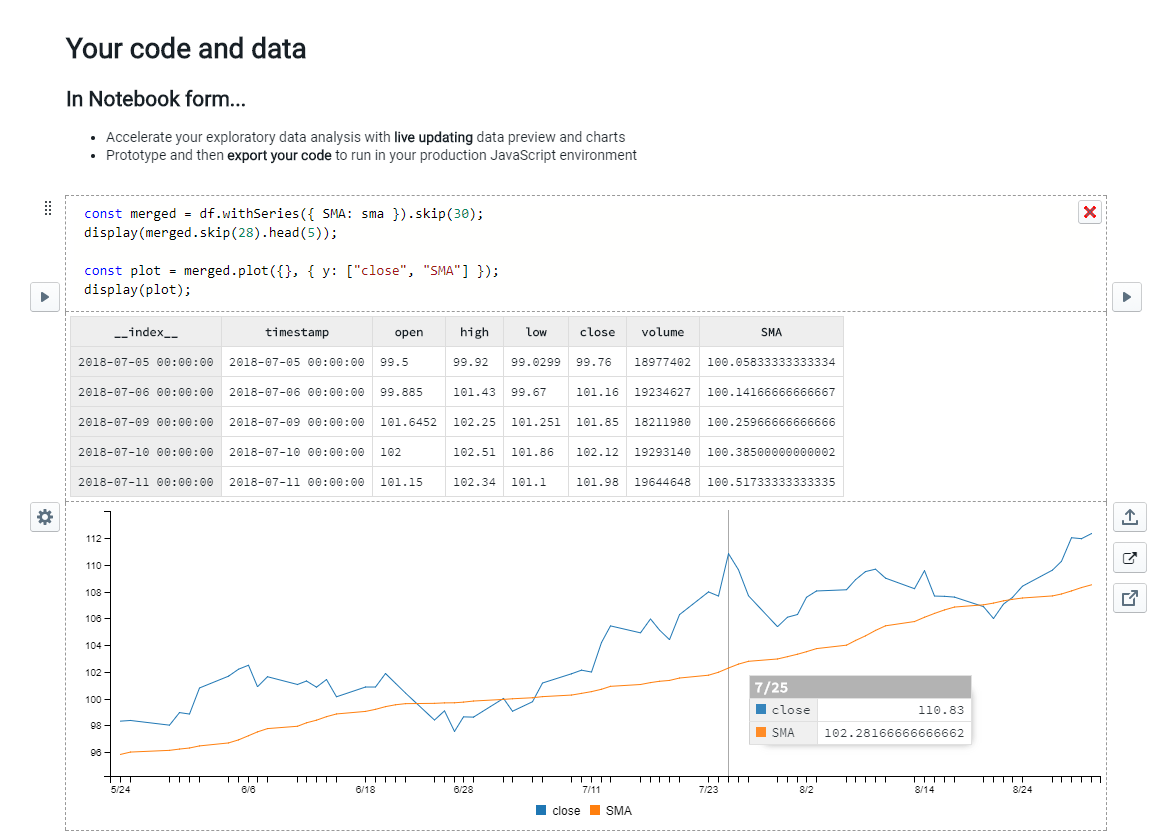 Your code and data
In Notebook form...
• Accelerate your exploratory data analysis with live updating data preview and charts
• Prototype and then export your code to run in your production JavaScript environment
const merged = df.withSeries({ SMA: sma }).skip(30);
display(merged.skip(28).head(5));
const plot = merged.plot({}, { y: ["close", "SMA"] });
display(plot);
__index__ timestamp open high low close volume SMA
2018-07-05 00:00:00 2018-07-05 00:00:00 99.5 99.92 99.0299 99.76 18977402 100.05833333333334
2018-07-06 00:00:00 2018-07-06 00:00:00 99.885 101.43 99.67 101.16 19234627 100.14166666666667
2018-07-09 00:00:00 2018-07-09 00:00:00 101.6452 102.25 101.251 101.85 18211980 100.25966666666666
2018-07-10 00:00:00 2018-07-10 00:00:00 102 102.51 101.86 102.12 19293140 100.38500000000002
2018-07-11 00:00:00 2018-07-11 00:00:00 101.15 102.34 101.1 101.98 19644648 100.51733333333335
112
110
108
106
104
102
100
98
96
7/25
close 110.83
SMA 102.28166666666662
5/24 6/6 6/18 6/28 7/11 7/23 8/2 8/14 8/24
close SMA